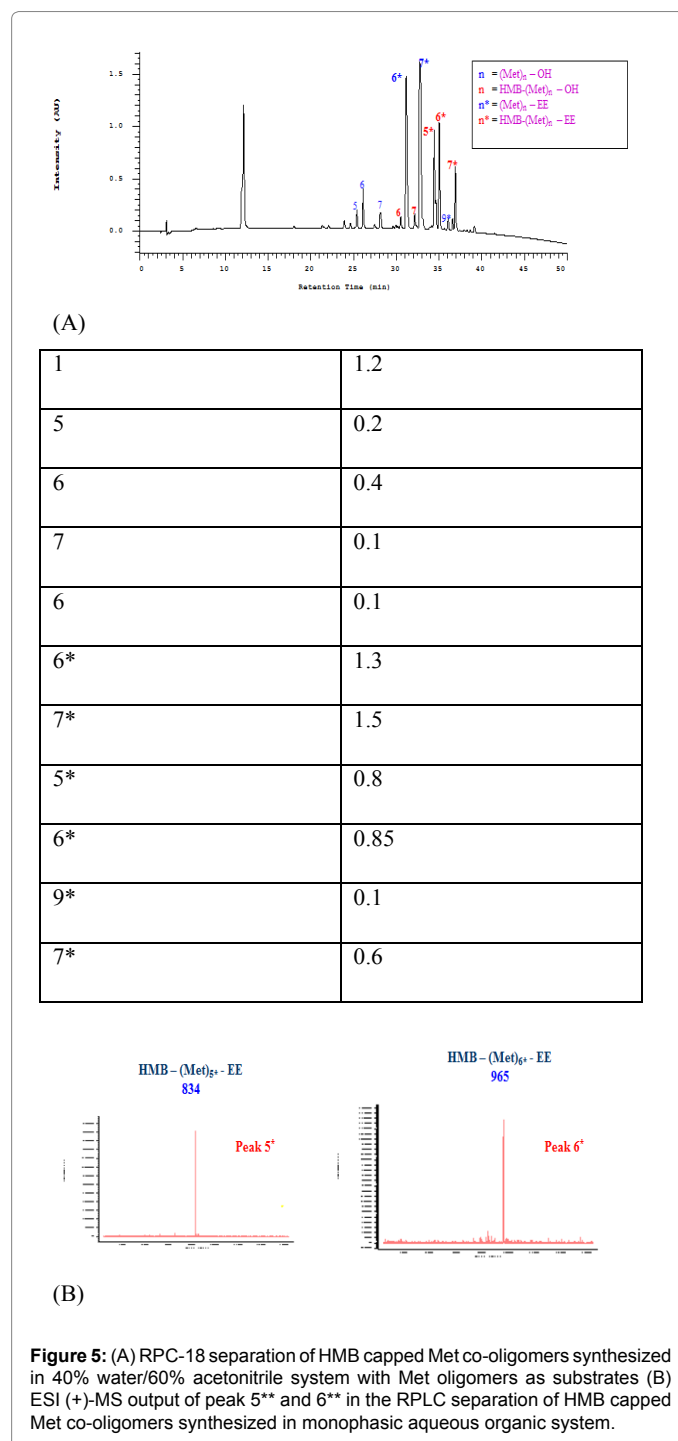 1.5
1.0
0.5
0.0
Intensity (AU)
6*
7*
5*
6*
7*
5
6
7
6
7
9*
n = (Met)n – OH
n = HMB-(Met)n – OH
n* = (Met)n – EE
n* = HMB-(Met)n – EE
0 5 10 15 20 25 30 35 40 45 50
Retention Time (min)
(A)
1 1.2
5 0.2
6 0.4
7 0.1
6 0.1
6* 1.3
7* 1.5
5* 0.8
6* 0.85
9* 0.1
7* 0.6
HMB – (Met)5+ - EE
834
Peak 5+
HMB – (Met)6+ - EE
965
Peak 6+
(B)
Figure 5: (A) RPC-18 separation of HMB capped Met co-oligomers synthesized
in 40% water/60% acetonitrile system with Met oligomers as substrates (B)
ESI (+)-MS output of peak 5** and 6** in the RPLC separation of HMB capped
Met co-oligomers synthesized in monophasic aqueous organic system.